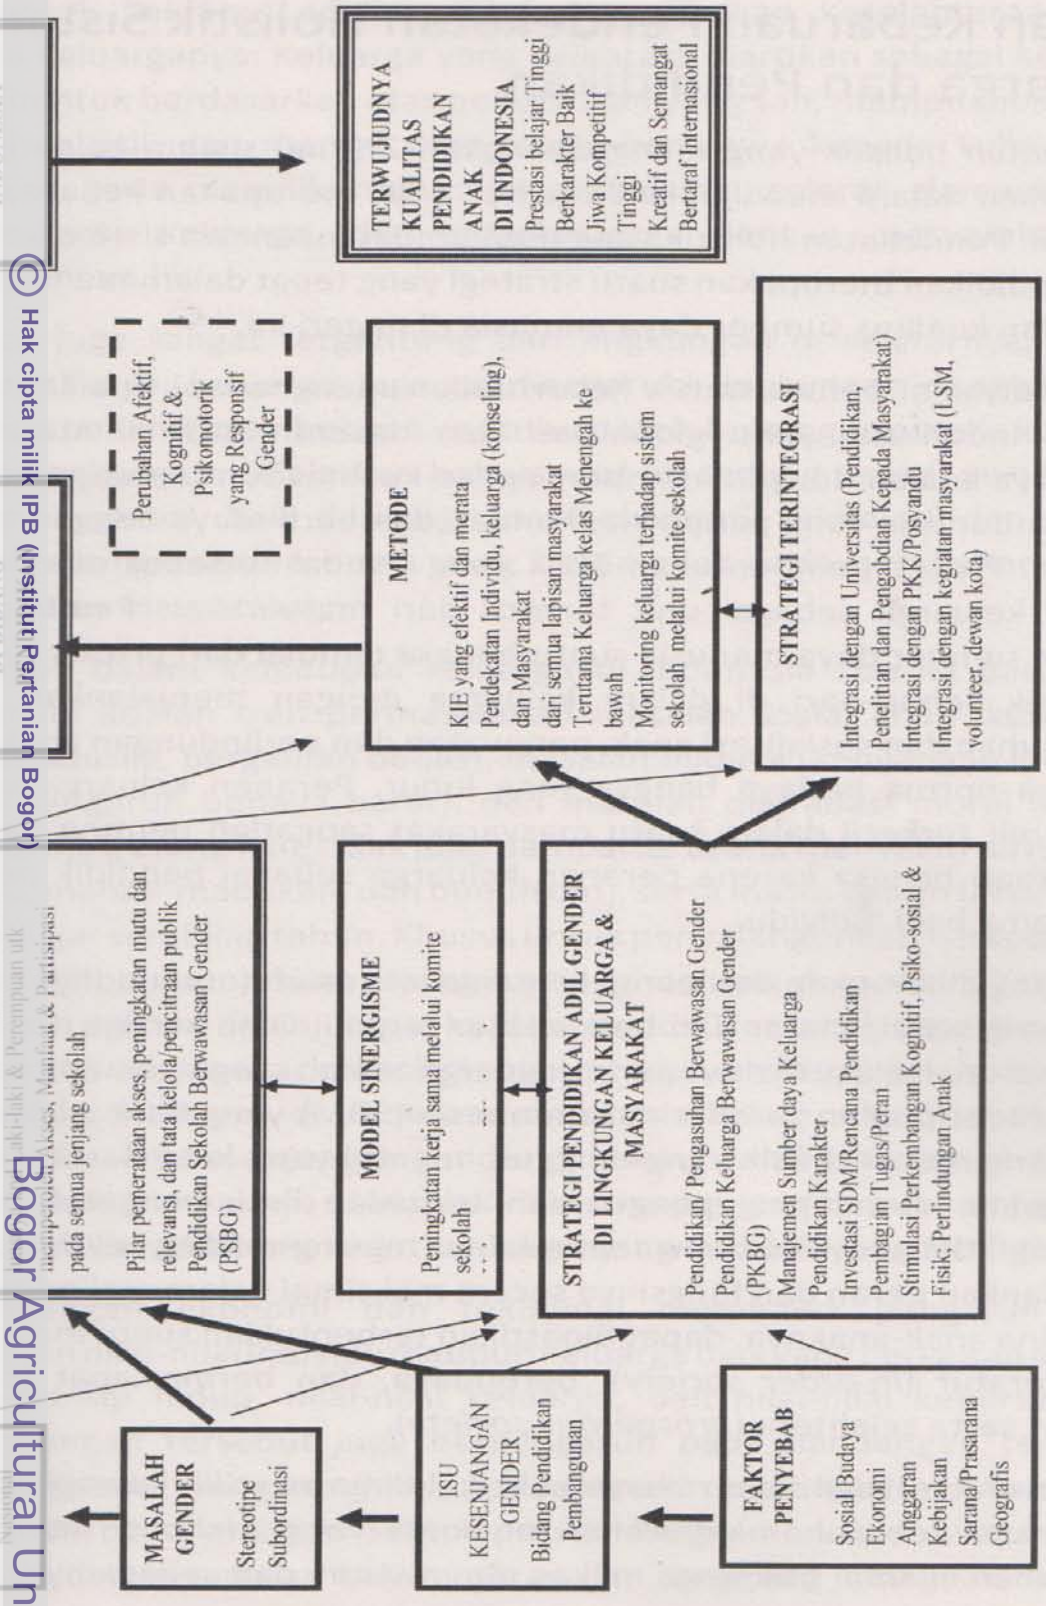 © Hak cipta milik IPB (Institut Pertanian Bogor)
Bogor Agricultural Un
MASALAH
GENDER
Stereotipe
Subordinasi
ISU
KESENJANGAN
GENDER
Bidang Pendidikan
Pembangunan
FAKTOR
PENYEBAB
Sosial Budaya
Ekonomi
Anggaran
Kebijakan
Sarana/Prasarana
Geografis
Laki-laki & Perempuan utk
memperoleh Akses, Manfaat & Partisipasi
pada semua jenjang sekolah
Pilar pemerataan akses, peningkatan mutu dan
relevansi, dan tata kelola/pencitraan publik
Pendidikan Sekolah Berwawasan Gender
(PSBG)
MODEL SINERGISME
Peningkatan kerja sama melalui komite
sekolah
STRATEGI PENDIDIKAN ADIL GENDER
DI LINGKUNGAN KELUARGA &
MASYARAKAT
Pendidikan/ Pengasuhan Berwawasan Gender
Pendidikan Keluarga Berwawasan Gender
(PKBG)
Manajemen Sumber daya Keluarga
Pendidikan Karakter
Investasi SDM/Rencana Pendidikan
Pembagian Tugas/Peran
Stimulasi Perkembangan Kognitif, Psiko-sosial &
Fisik; Perlindungan Anak
Perubahan Afektif,
Kognitif &
Psikomotorik
yang Responsif
Gender
METODE
KIE yang efektif dan merata
Pendekatan Individu, keluarga (konseling),
dan Masyarakat
dari semua lapisan masyarakat
Terutama Keluarga kelas Menengah ke
bawah
Monitoring keluarga terhadap sistem
sekolah melalui komite sekolah
STRATEGI TERINTEGRASI
Integrasi dengan Universitas (Pendidikan,
Penelitian dan Pengabdian Kepada Masyarakat)
Integrasi dengan PKK/Posyandu
Integrasi dengan kegiatan masyarakat (LSM,
volunteer, dewan kota)
TERWUJUDNYA
KUALITAS
PENDIDIKAN
ANAK
DI INDONESIA
Prestasi belajar Tinggi
Berkarakter Baik
Jiwa Kompetitif
Tinggi
Kreatif dan Semangat
Bertaraf Internasional